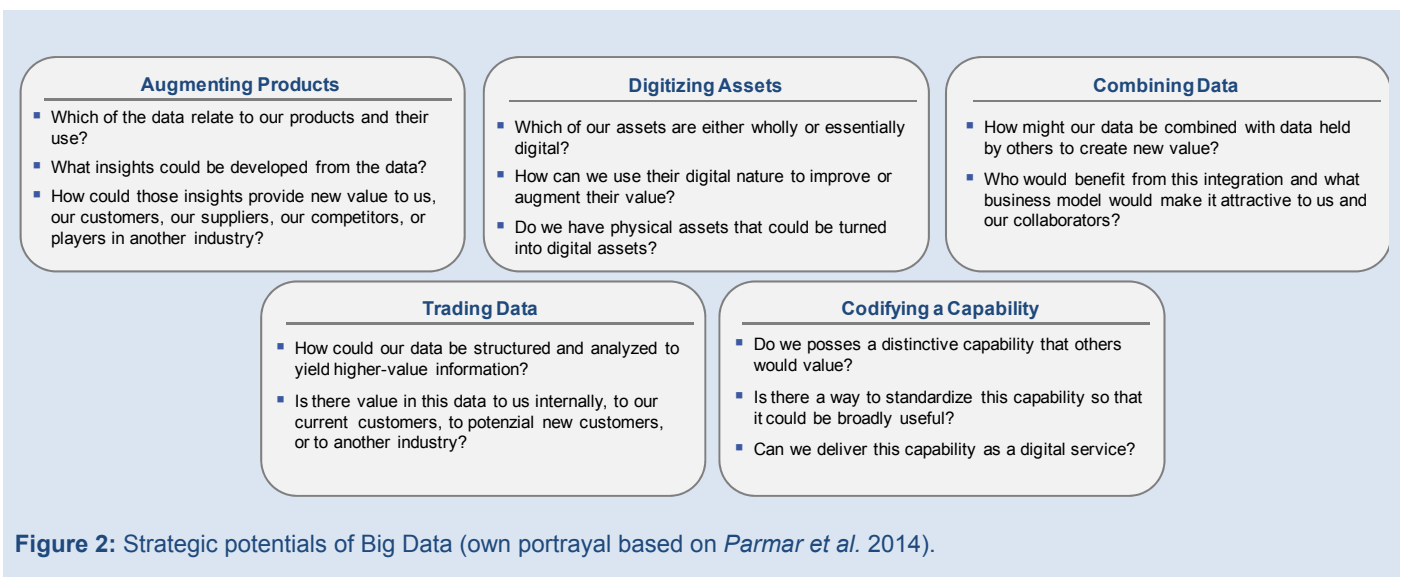 Augmenting Products
▪ Which of the data relate to our products and their
use?
▪ What insights could be developed from the data?
▪ How could those insights provide new value to us,
our customers, our suppliers, our competitors, or
players in another industry?
Digitizing Assets
▪ Which of our assets are either wholly or essentially
digital?
▪ How can we use their digital nature to improve or
augment their value?
▪ Do we have physical assets that could be turned
into digital assets?
Combining Data
▪ How might our data be combined with data held
by others to create new value?
▪ Who would benefit from this integration and what
business model would make it attractive to us and
our collaborators?
Trading Data
▪ How could our data be structured and analyzed to
yield higher-value information?
▪ Is there value in this data to us internally, to our
current customers, to potenzial new customers,
or to another industry?
Codifying a Capability
▪ Do we posses a distinctive capability that others
would value?
▪ Is there a way to standardize this capability so that
it could be broadly useful?
▪ Can we deliver this capability as a digital service?
Figure 2: Strategic potentials of Big Data (own portrayal based on Parmar et al. 2014).